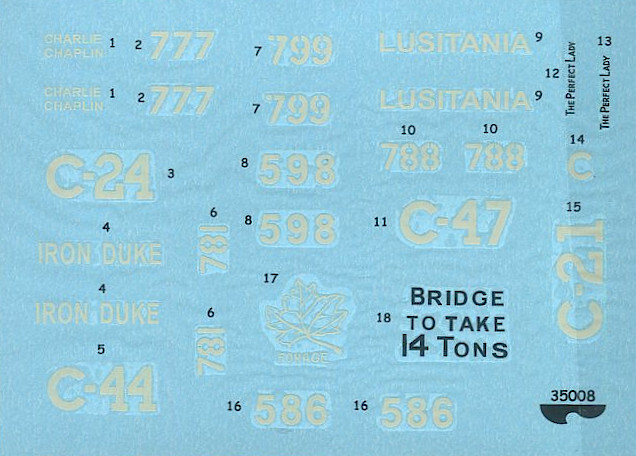 CHARLIE
CHAPLIN
1
2
777
7
799
LUSITANIA
9
12
THE PERFECT LADY
13
THE PERFECT LADY
CHARLIE
CHAPLIN
1
2
777
7
799
LUSITANIA
9
C-24
3
8
598
10
788
10
788
14
C
4
IRON DUKE
6
781
8
598
11
C-47
15
C-21
4
IRON DUKE
6
781
17
FORAGE
18
BRIDGE
TO TAKE
14 TONS
5
C-44
16
586
16
586
35008